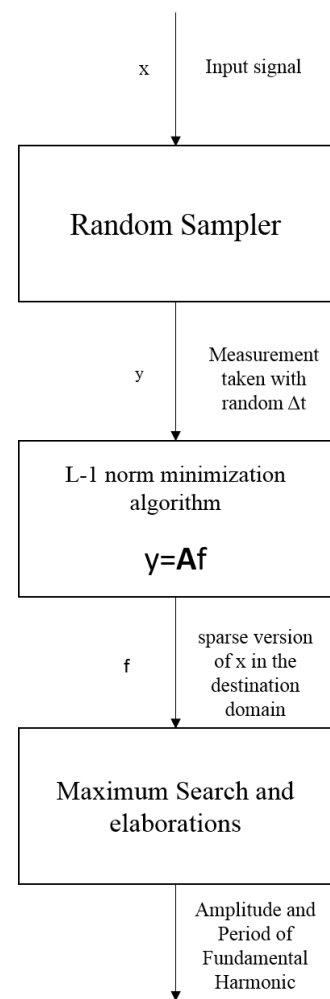 x
Input signal
Random Sampler
y
Measurement
taken with
random Δt
L-1 norm minimization
algorithm
y=Af
f
sparse version
of x in the
destination
domain
Maximum Search and
elaborations
Amplitude and
Period of
Fundamental
Harmonic